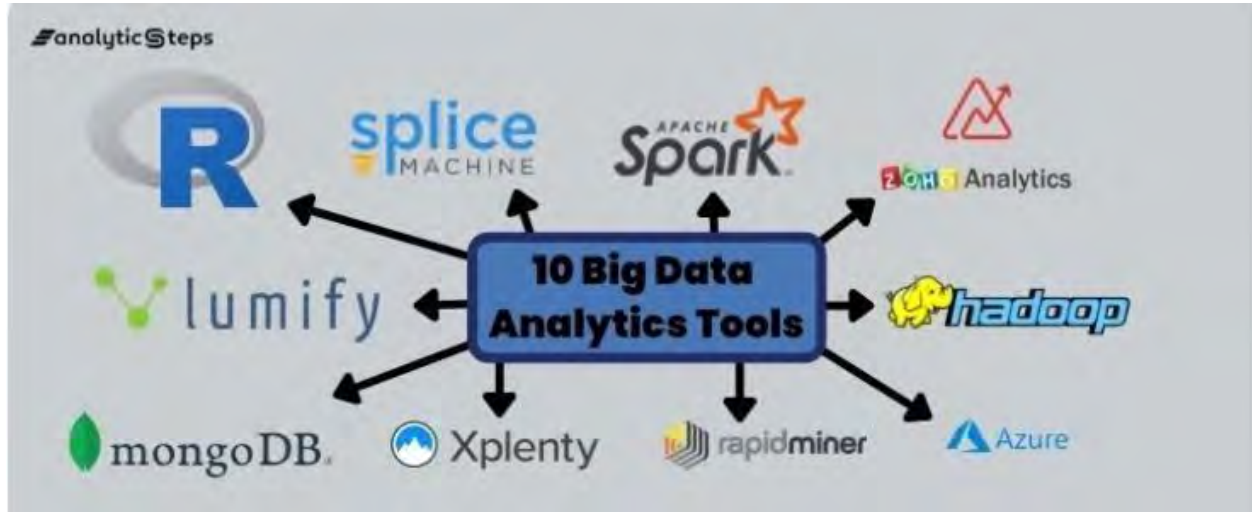 analyticSteps
R
splice
MACHINE
APACHE
Spark
ZOHO Analytics
10 Big Data
Analytics Tools
lumify
hadoop
mongoDB.
Xplenty
rapidminer
Azure